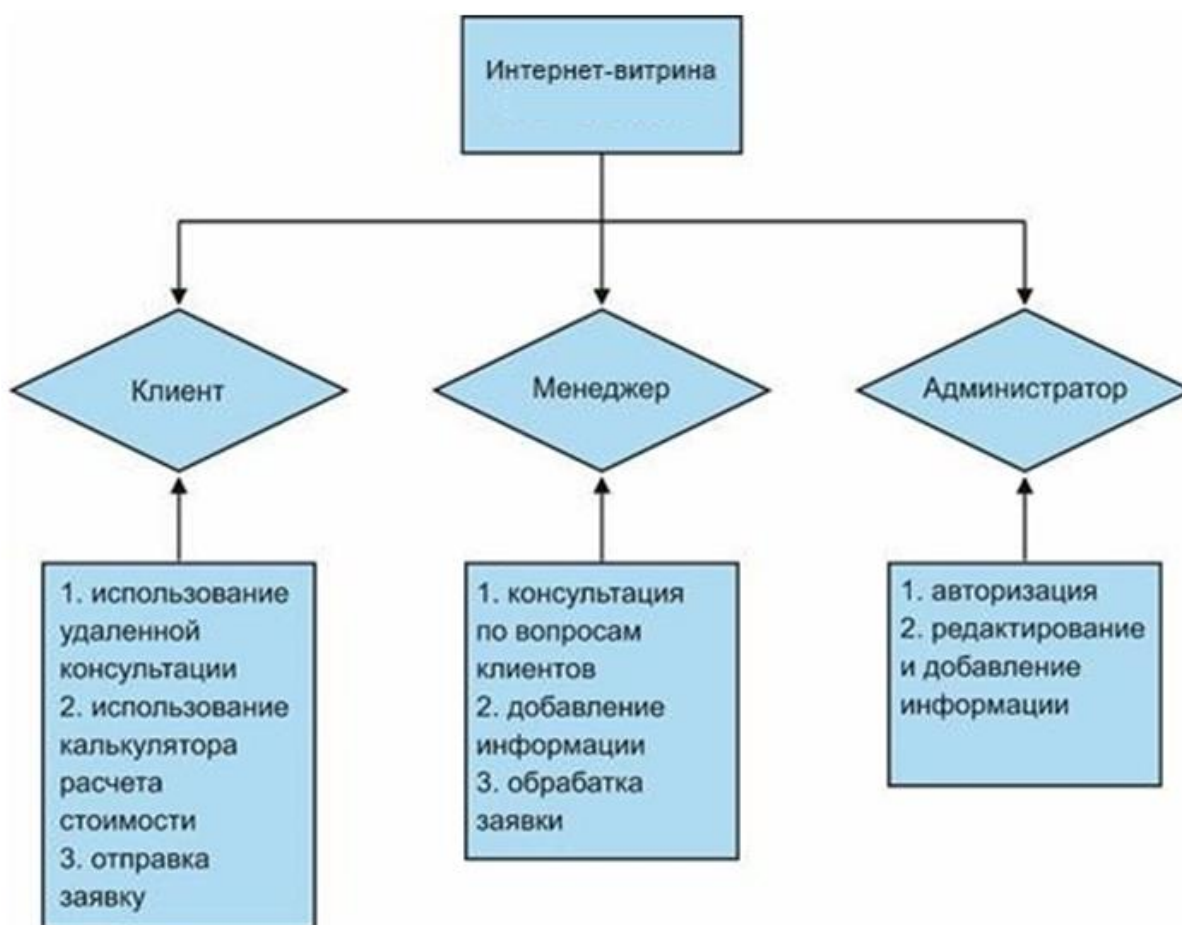 Интернет-витрина
Клиент
Менеджер
Администратор
1. использование
удаленной
консультации
2. использование
калькулятора
расчета
стоимости
3. отправка
заявку
1. консультация
по вопросам
клиентов
2. добавление
информации
3. обрабатка
заявки
1. авторизация
2. редактирование
и добавление
информации